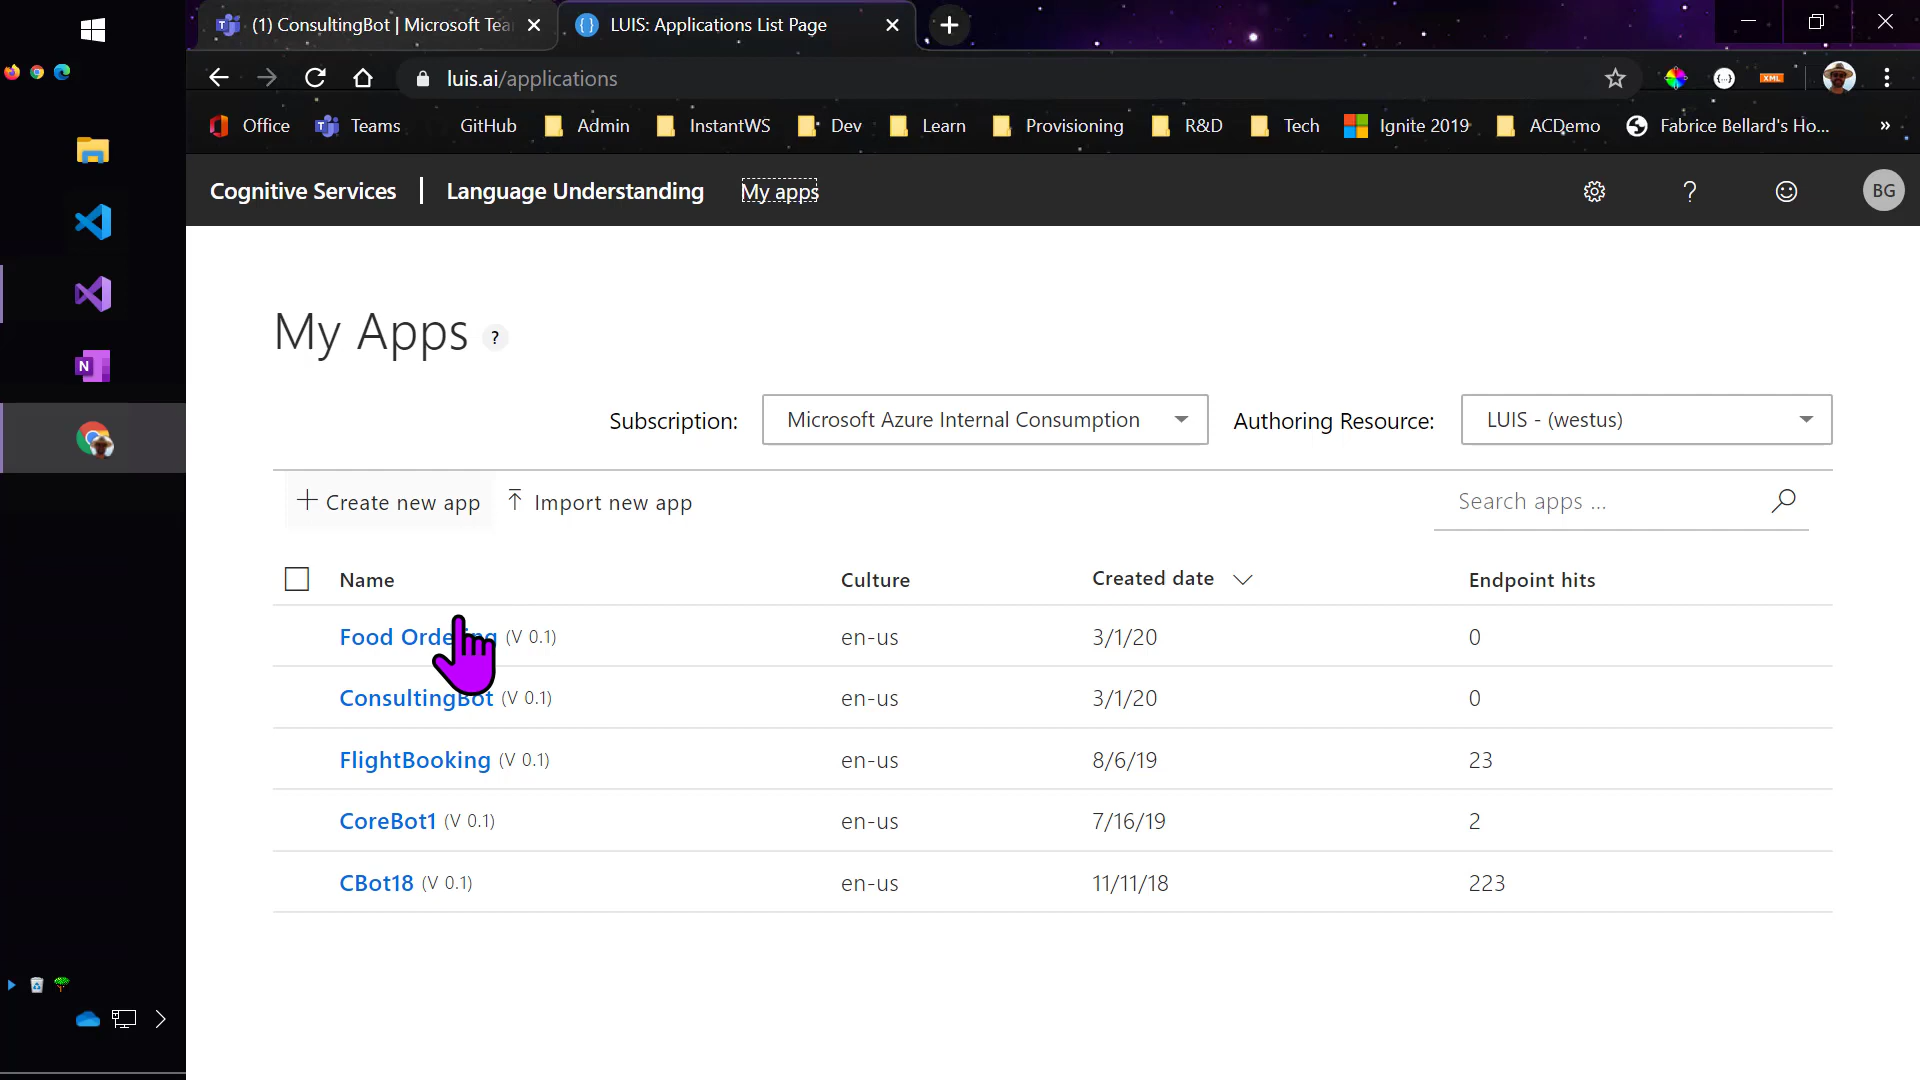 (1) ConsultingBot | Microsoft Tea
LUIS: Applications List Page
luis.ai/applications
XML
Office
Teams
GitHub
Admin
InstantWS
Dev
Learn
Provisioning
R&D
Tech
Ignite 2019
ACDemo
Fabrice Bellard's Ho...
»
Cognitive Services | Language Understanding My apps
?
BG
My Apps ?
Subscription: Microsoft Azure Internal Consumption
Authoring Resource: LUIS - (westus)
+ Create new app
Import new app
Search apps ...
Name Culture Created date Endpoint hits
Food Ordering (V 0.1) en-us 3/1/20 0
ConsultingBot (V 0.1) en-us 3/1/20 0
FlightBooking (V 0.1) en-us 8/6/19 23
CoreBot1 (V 0.1) en-us 7/16/19 2
CBot18 (V 0.1) en-us 11/11/18 223
N